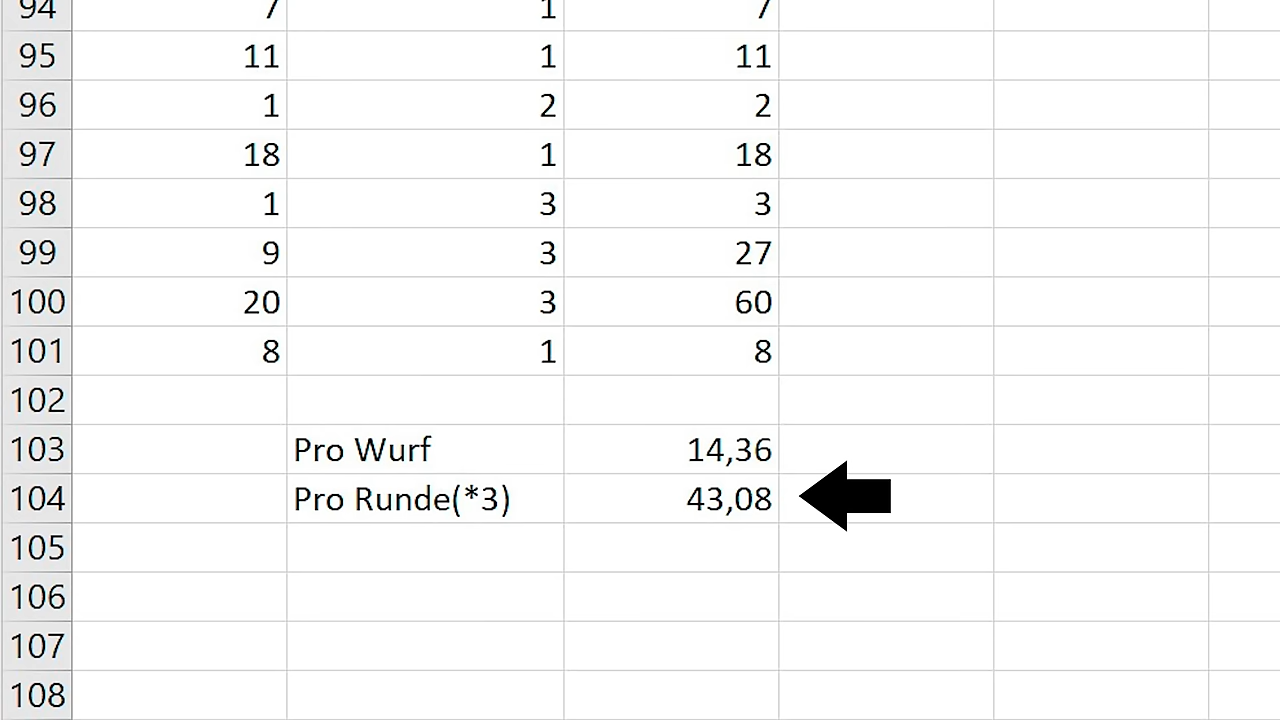 94 7 1 7
95 11 1 11
96 1 2 2
97 18 1 18
98 1 3 3
99 9 3 27
100 20 3 60
101 8 1 8
102
103 Pro Wurf 14,36
104 Pro Runde(*3) 43,08
105
106
107
108